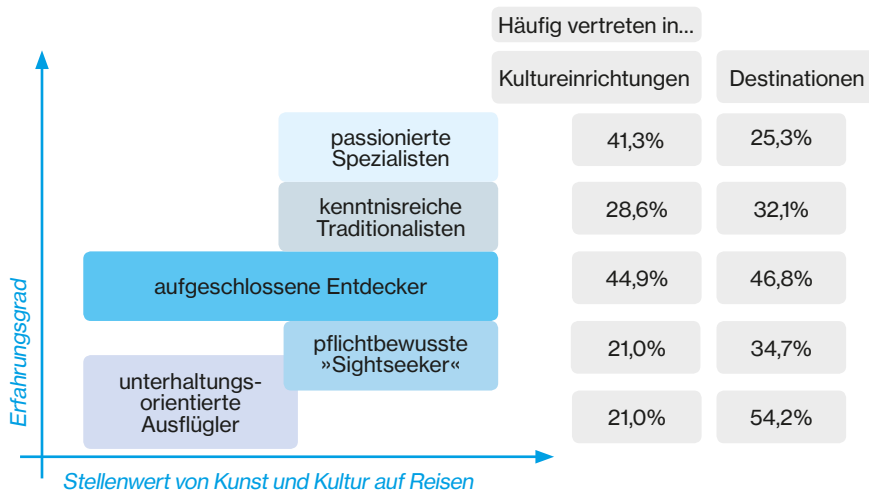 Häufig vertreten in...
Kultureinrichtungen
Destinationen
passionierte
Spezialisten
41,3%
25,3%
kenntnisreiche
Traditionalisten
28,6%
32,1%
aufgeschlossene Entdecker
44,9%
46,8%
pflichtbewusste
»Sightseeker«
21,0%
34,7%
unterhaltungs-
orientierte
Ausflügler
21,0%
54,2%
Erfahrungsgrad
Stellenwert von Kunst und Kultur auf Reisen